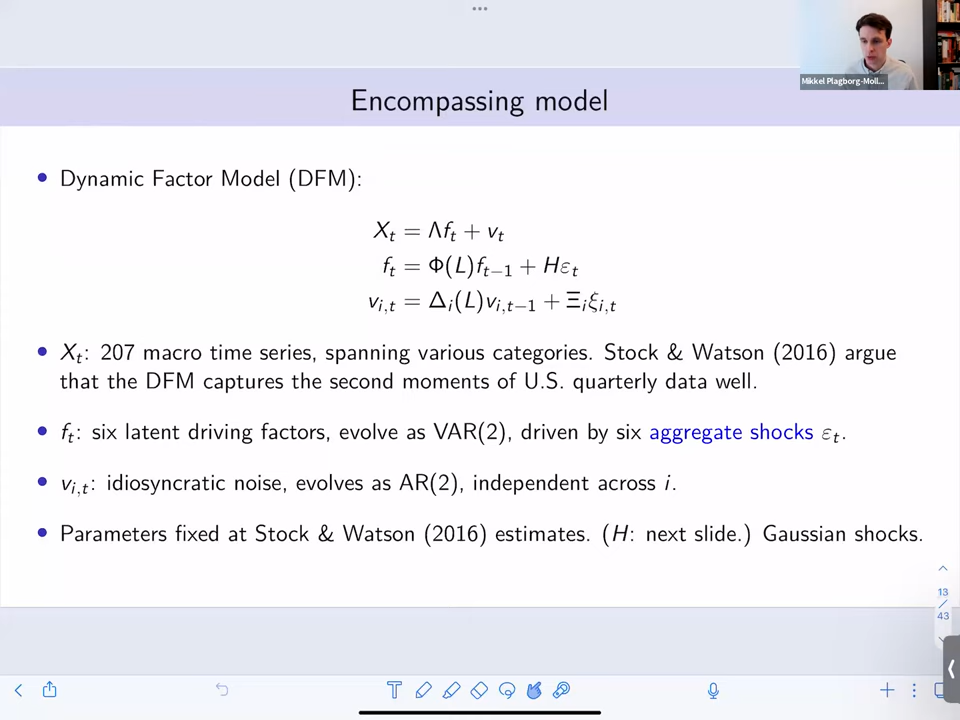 Mikkel Plagborg-Moll...
Encompassing model
• Dynamic Factor Model (DFM):
X_t = Λf_t + v_t
f_t = Φ(L)f_{t−1} + Hε_t
v_{i,t} = Δ_i(L)v_{i,t−1} + Ξ_iξ_{i,t}
• X_t: 207 macro time series, spanning various categories. Stock & Watson (2016) argue
that the DFM captures the second moments of U.S. quarterly data well.
• f_t: six latent driving factors, evolve as VAR(2), driven by six aggregate shocks ε_t.
• v_{i,t}: idiosyncratic noise, evolves as AR(2), independent across i.
• Parameters fixed at Stock & Watson (2016) estimates. (H: next slide.) Gaussian shocks.
13
/
43